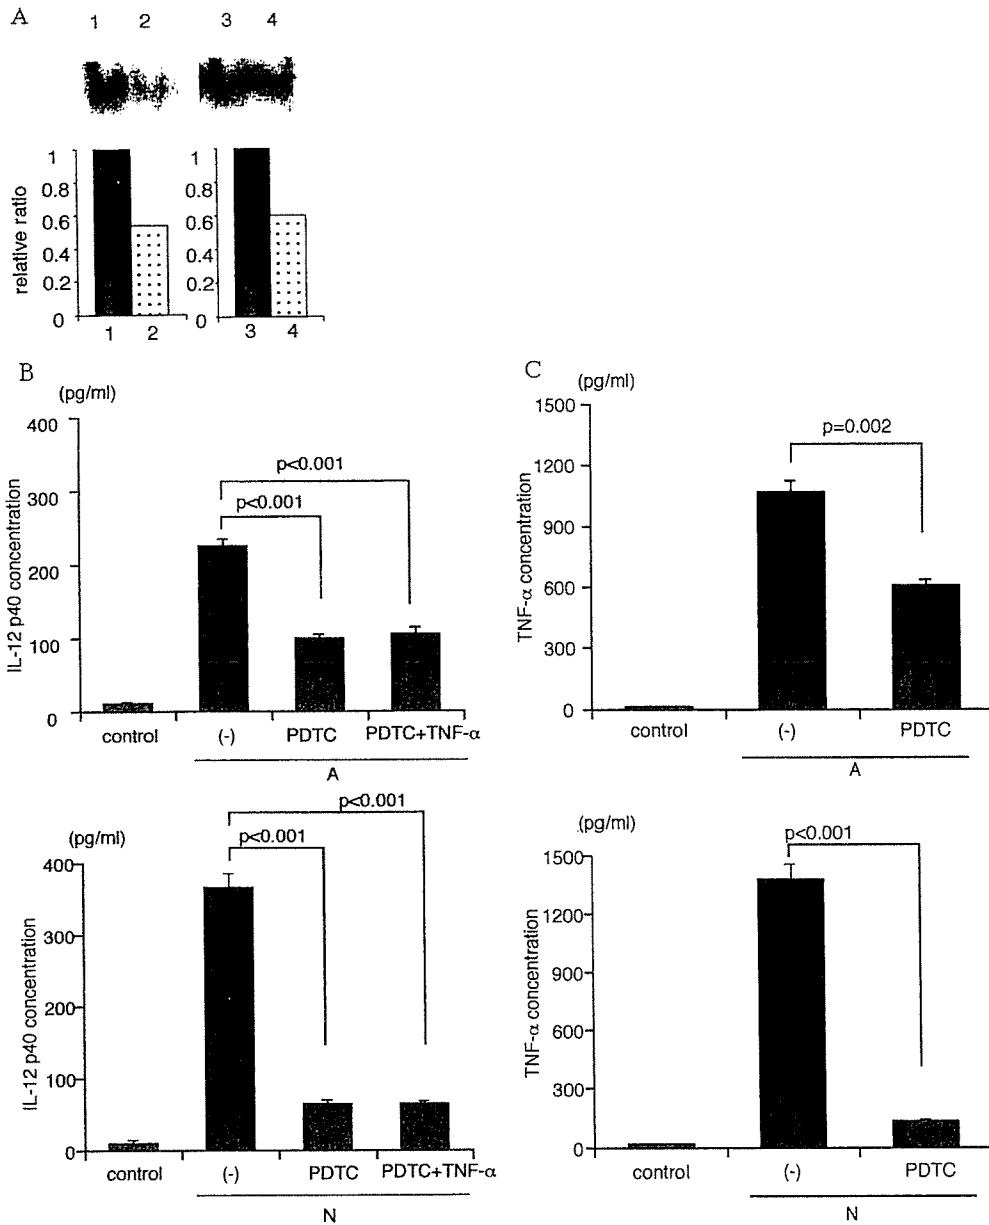 A
1 2 3 4
relative ratio
1
0.8
0.6
0.4
0.2
0
1 2
1
0.8
0.6
0.4
0.2
0
3 4
B
(pg/ml)
IL-12 p40 concentration
400
300
200
100
0
p<0.001
p<0.001
control (-) PDTC PDTC+TNF-α
A
(pg/ml)
IL-12 p40 concentration
400
300
200
100
0
p<0.001
p<0.001
control (-) PDTC PDTC+TNF-α
N
C
(pg/ml)
TNF-α concentration
1500
1200
900
600
300
0
p=0.002
control (-) PDTC
A
(pg/ml)
TNF-α concentration
1500
1200
900
600
300
0
p<0.001
control (-) PDTC
N